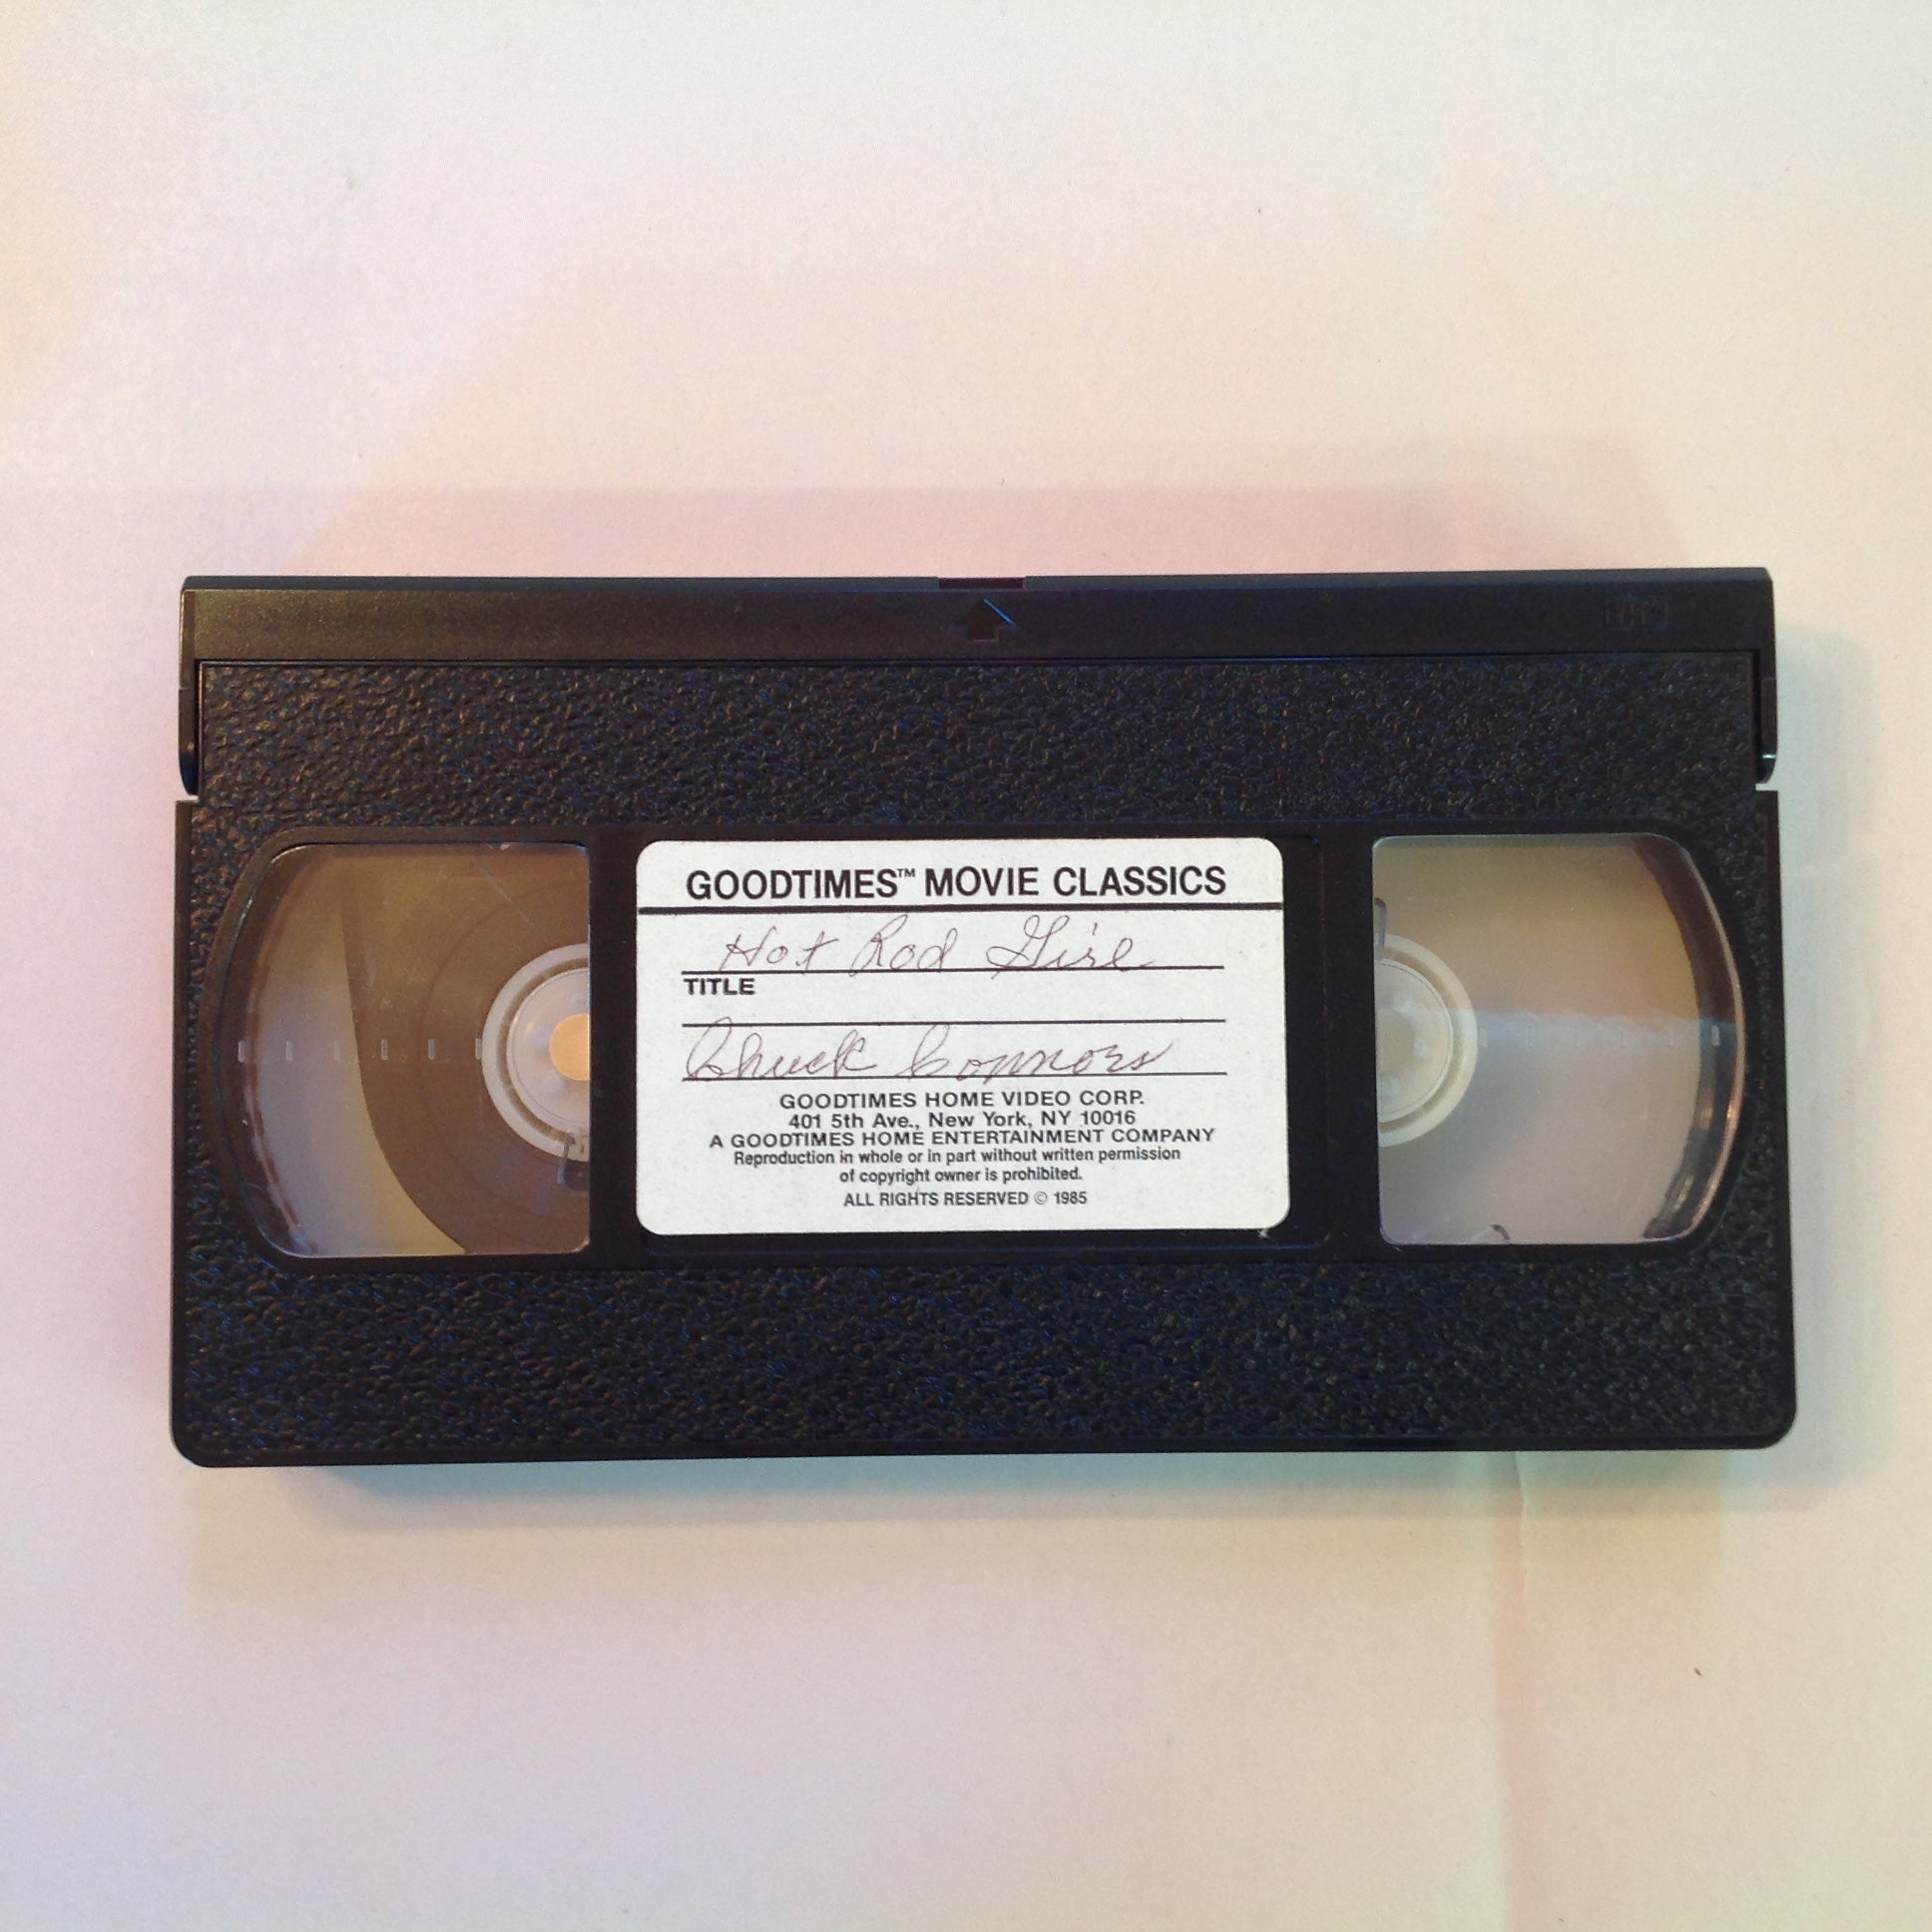 GOODTIMES™ MOVIE CLASSICS
Hot Rod Girl
TITLE
Chuck Connors
GOODTIMES HOME VIDEO CORP.
401 5th Ave., New York, NY 10016
A GOODTIMES HOME ENTERTAINMENT COMPANY
Reproduction in whole or in part without written permission
of copyright owner is prohibited.
ALL RIGHTS RESERVED © 1985